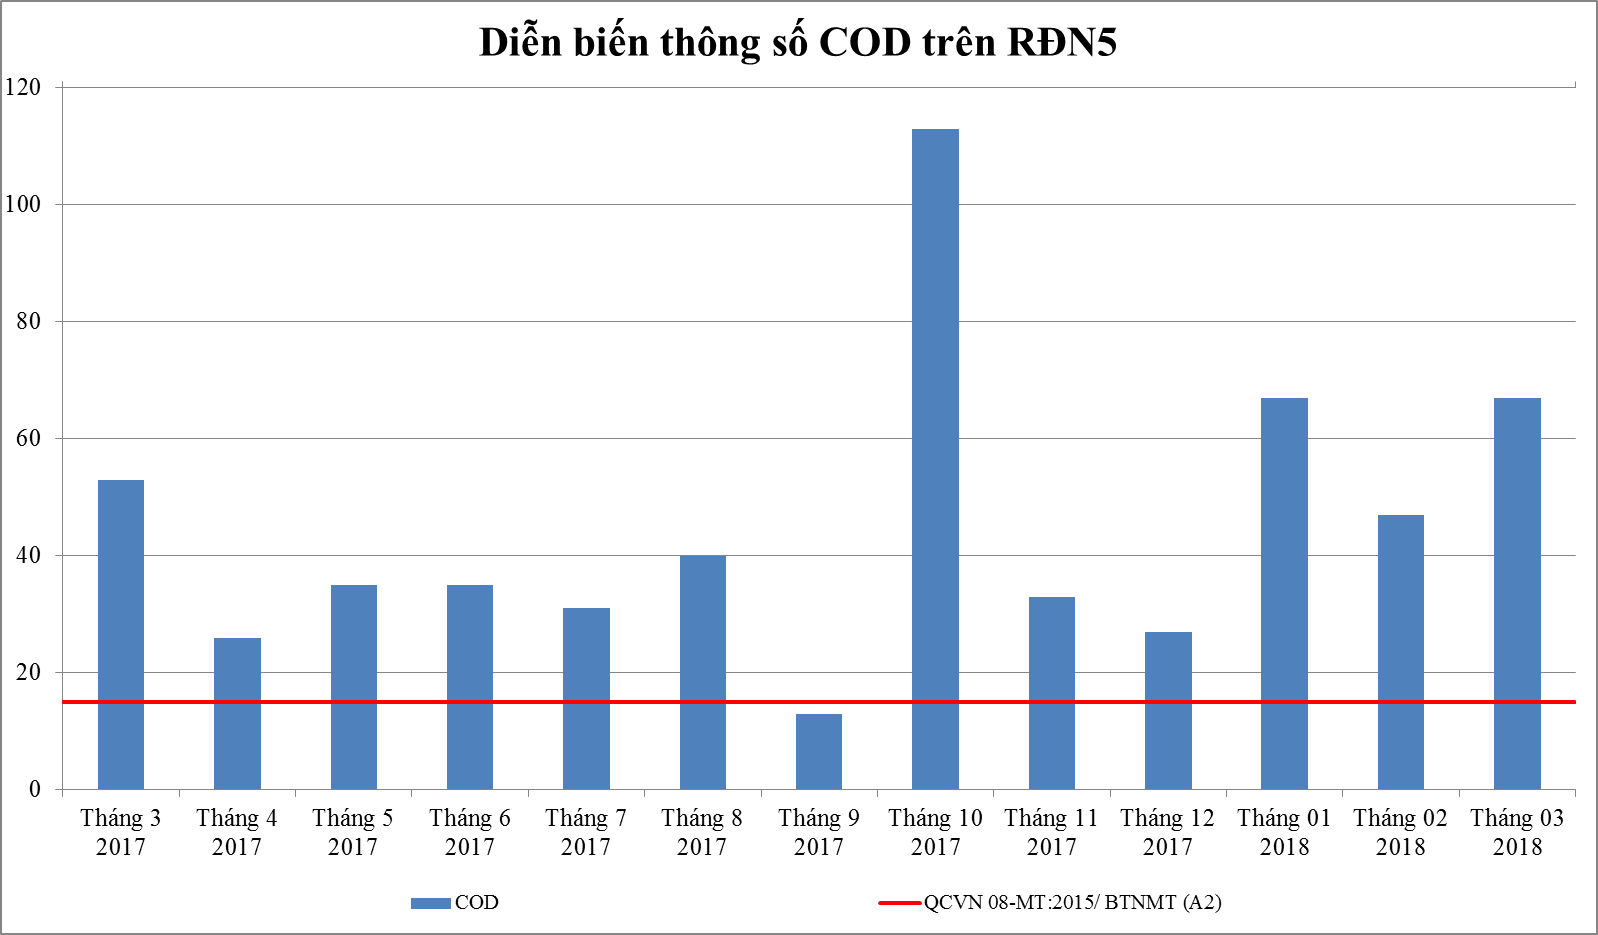 Diễn biến thông số COD trên RĐN5
120
100
80
60
40
20
0
Tháng 3 2017
Tháng 4 2017
Tháng 5 2017
Tháng 6 2017
Tháng 7 2017
Tháng 8 2017
Tháng 9 2017
Tháng 10 2017
Tháng 11 2017
Tháng 12 2017
Tháng 01 2018
Tháng 02 2018
Tháng 03 2018
COD
QCVN 08-MT:2015/ BTNMT (A2)